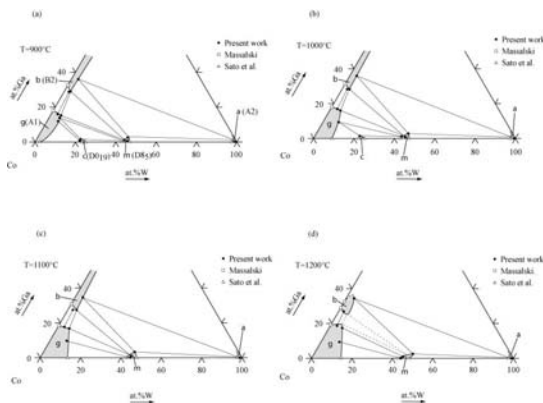 (a)
T=900°C
• Present work
□ Massalski
△ Sato et al.
at.%Ga
b (B2)
g(A1)
a (A2)
c(D019)
m (D85)
0
20
40
0 20 40 60 80 100
Co
at.%W
(b)
T=1000°C
• Present work
□ Massalski
△ Sato et al.
at.%Ga
b
g
a
c
m
0
20
40
0 20 40 60 80 100
Co
at.%W
(c)
T=1100°C
• Present work
□ Massalski
△ Sato et al.
at.%Ga
b
g
a
m
0
20
40
0 20 40 60 80 100
Co
at.%W
(d)
T=1200°C
• Present work
□ Massalski
△ Sato et al.
at.%Ga
b
g
a
m
0
20
40
0 20 40 60 80 100
Co
at.%W